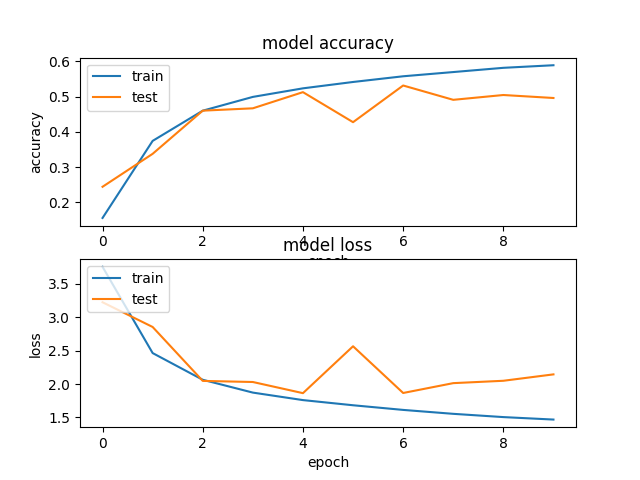 model accuracy
0.6
0.5
0.4
0.3
0.2
accuracy
train
test
0 2 4 6 8
epoch
model loss
3.5
3.0
2.5
2.0
1.5
loss
train
test
0 2 4 6 8
epoch